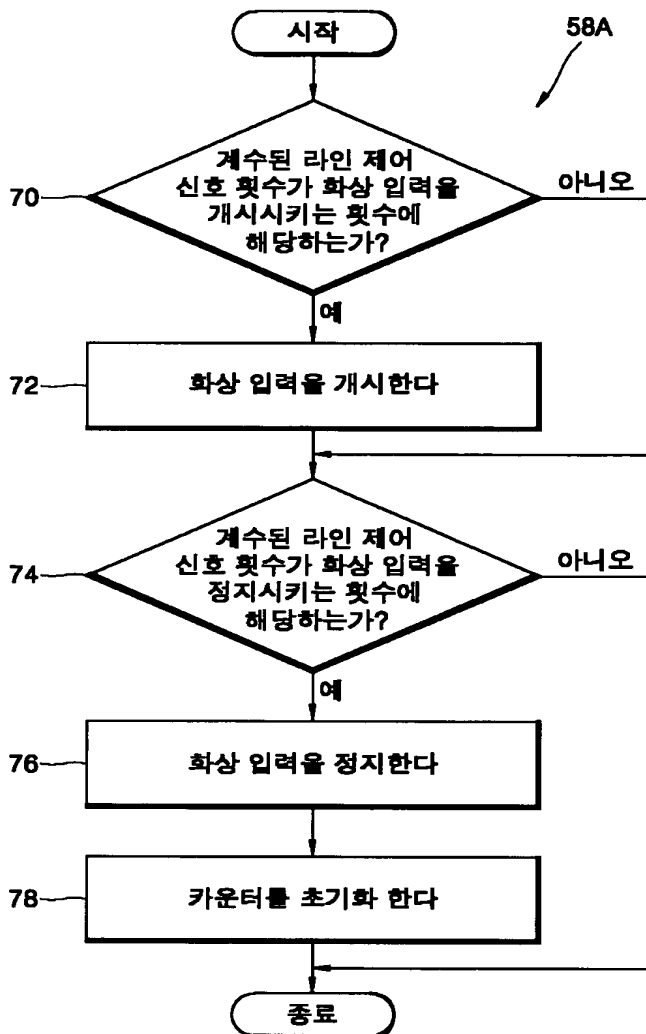 시작
58A
계수된 라인 제어
신호 횟수가 화상 입력을
개시시키는 횟수에
해당하는가?
70
아니오
예
72
화상 입력을 개시한다
계수된 라인 제어
신호 횟수가 화상 입력을
정지시키는 횟수에
해당하는가?
74
아니오
예
76
화상 입력을 정지한다
78
카운터를 초기화 한다
종료